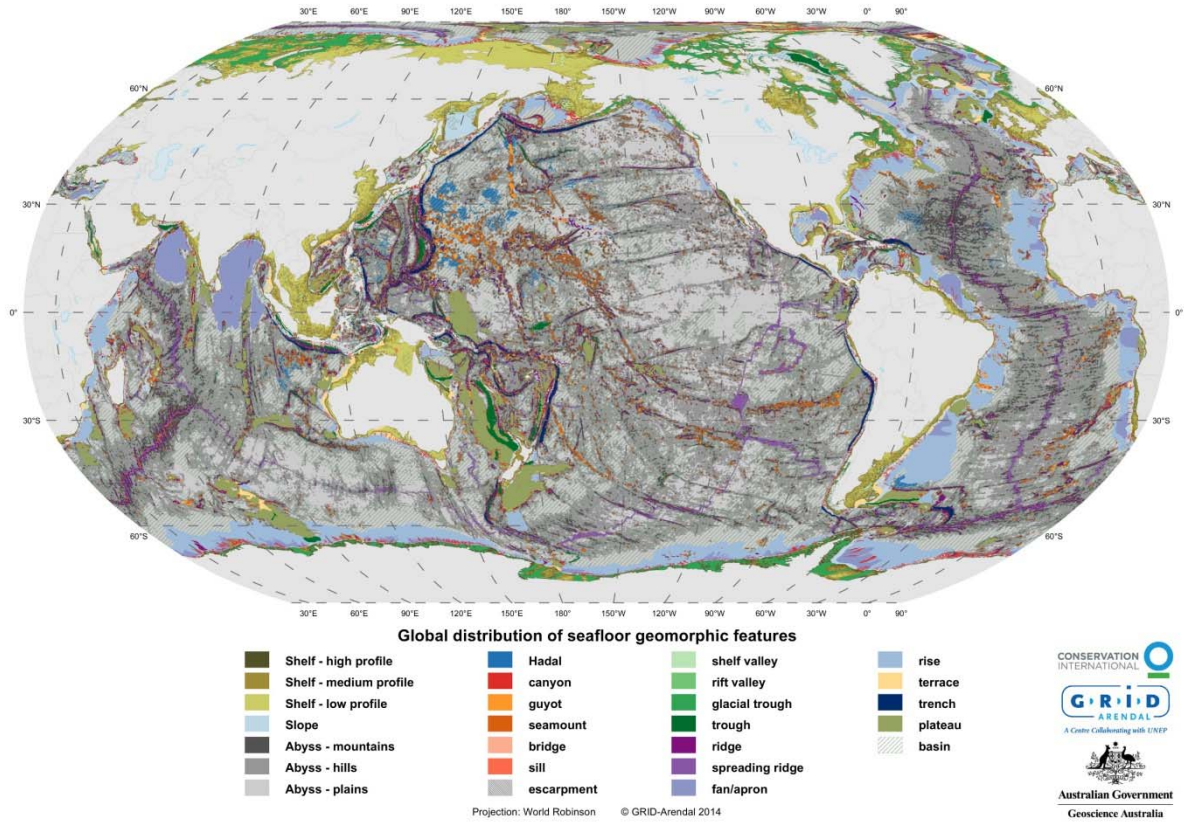 30°E 60°E 90°E 120°E 150°E 180° 150°W 120°W 90°W 60°W 30°W 0° 90°
60°N 60°N
30°N 30°N
0° 0°
30°S 30°S
60°S 60°S
30°E 60°E 90°E 120°E 150°E 180° 150°W 120°W 90°W 60°W 30°W 0° 90°
Global distribution of seafloor geomorphic features
Shelf - high profile
Shelf - medium profile
Shelf - low profile
Slope
Abyss - mountains
Abyss - hills
Abyss - plains
Hadal
canyon
guyot
seamount
bridge
sill
escarpment
shelf valley
rift valley
glacial trough
trough
ridge
spreading ridge
fan/apron
rise
terrace
trench
plateau
basin
Projection: World Robinson © GRID-Arendal 2014
CONSERVATION
INTERNATIONAL
G·R·I·D
ARENDAL
A Centre Collaborating with UNEP
Australian Government
Geoscience Australia